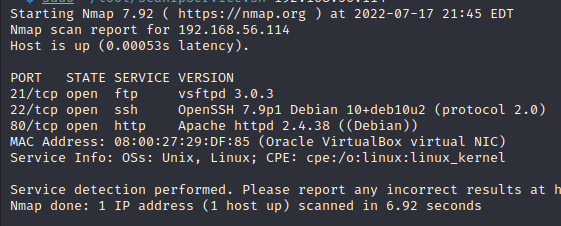 Starting Nmap 7.92 ( https://nmap.org ) at 2022-07-17 21:45 EDT
Nmap scan report for 192.168.56.114
Host is up (0.00053s latency).
PORT   STATE SERVICE VERSION
21/tcp open  ftp     vsftpd 3.0.3
22/tcp open  ssh     OpenSSH 7.9p1 Debian 10+deb10u2 (protocol 2.0)
80/tcp open  http    Apache httpd 2.4.38 ((Debian))
MAC Address: 08:00:27:29:DF:85 (Oracle VirtualBox virtual NIC)
Service Info: OSs: Unix, Linux; CPE: cpe:/o:linux:linux_kernel
Service detection performed. Please report any incorrect results at h
Nmap done: 1 IP address (1 host up) scanned in 6.92 seconds